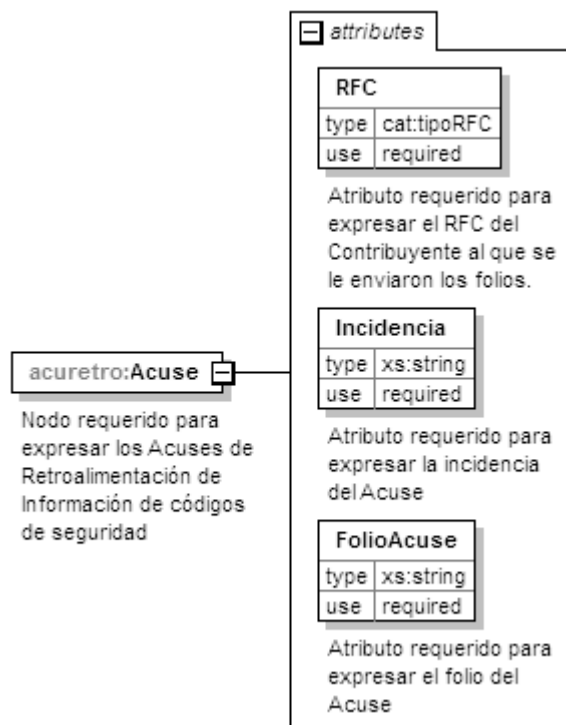 attributes
RFC
type cat:tipoRFC
use required
Atributo requerido para
expresar el RFC del
Contribuyente al que se
le enviaron los folios.
Incidencia
type xs:string
use required
Atributo requerido para
expresar la incidencia
del Acuse
acuretro:Acuse
Nodo requerido para
expresar los Acuses de
Retroalimentación de
Información de códigos
de seguridad
FolioAcuse
type xs:string
use required
Atributo requerido para
expresar el folio del
Acuse